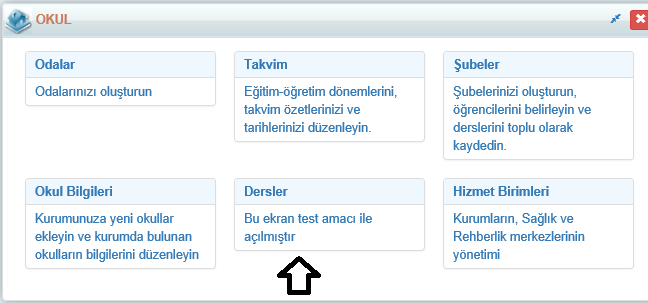 OKUL
Odalar
Odalarınızı oluşturun
Takvim
Eğitim-öğretim dönemlerini,
takvim özetlerinizi ve
tarihlerinizi düzenleyin.
Şubeler
Şubelerinizi oluşturun,
öğrencilerini belirleyin ve
derslerini toplu olarak
kaydedin.
Okul Bilgileri
Kurumunuza yeni okullar
ekleyin ve kurumda bulunan
okulların bilgilerini düzenleyin
Dersler
Bu ekran test amacı ile
açılmıştır
Hizmet Birimleri
Kurumların, Sağlık ve
Rehberlik merkezlerinin
yönetimi